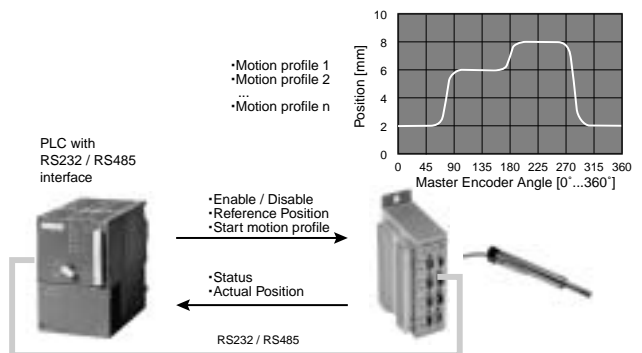 •Motion profile 1
•Motion profile 2
...
•Motion profile n
Position [mm]
10
8
6
4
2
0
0 45 90 135 180 225 270 315 360
Master Encoder Angle [0°...360°]
PLC with
RS232 / RS485
interface
•Enable / Disable
•Reference Position
•Start motion profile
•Status
•Actual Position
RS232 / RS485